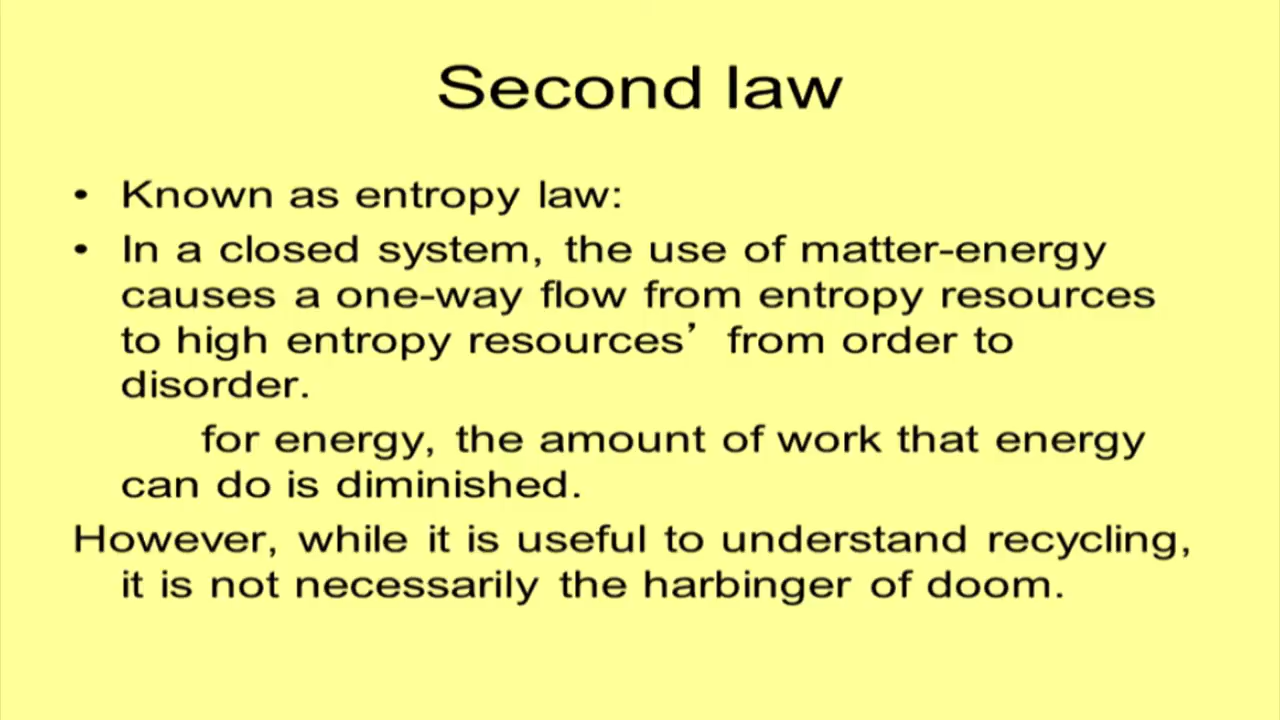 Second law
• Known as entropy law:
• In a closed system, the use of matter-energy
causes a one-way flow from entropy resources
to high entropy resources’ from order to
disorder.
for energy, the amount of work that energy
can do is diminished.
However, while it is useful to understand recycling,
it is not necessarily the harbinger of doom.